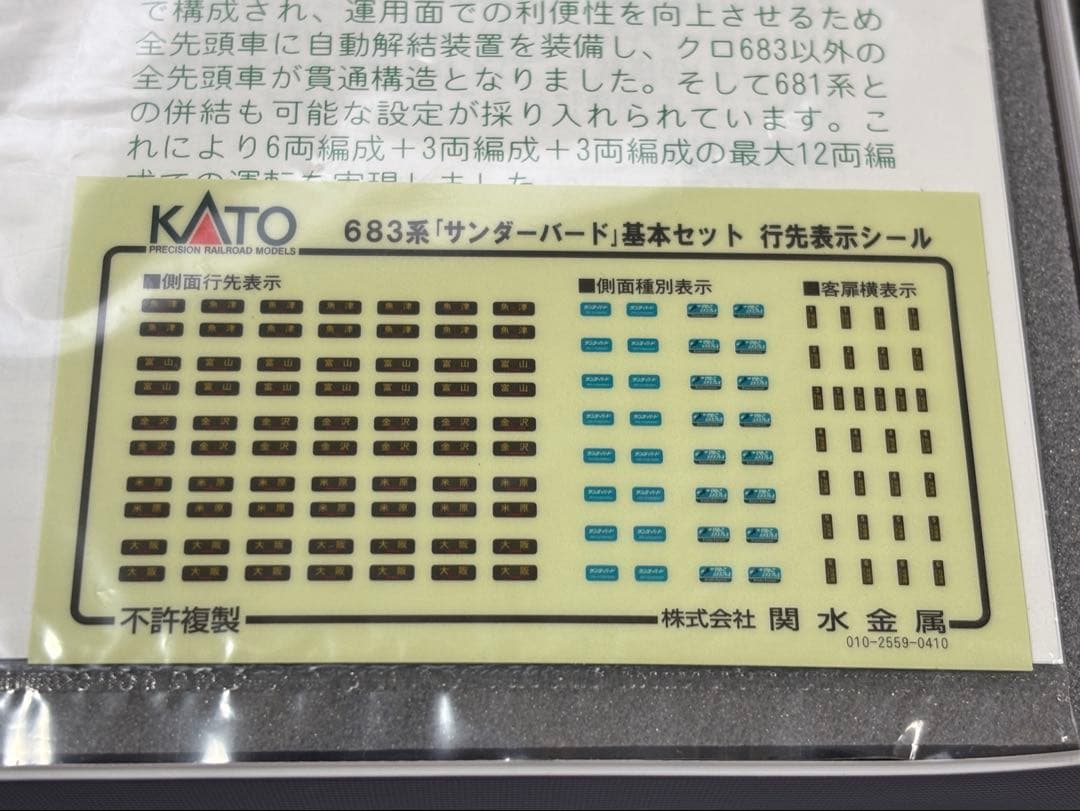 で構成され、運用面での利便性を向上させるため
全先頭車に自動解結装置を装備し、クロ683以外の
全先頭車が貫通構造となりました。そして681系と
の併結も可能な設定が採り入れられています。こ
れにより6両編成＋3両編成＋3両編成の最大12両編
成での運転を実現しました。
KATO
PRECISION RAILROAD MODELS
683系「サンダーバード」基本セット 行先表示シール
■側面行先表示
魚津 魚津 魚津 魚津 魚津 魚津 魚津
魚津 魚津 魚津 魚津 魚津 魚津 魚津
富山 富山 富山 富山 富山 富山 富山
富山 富山 富山 富山 富山 富山 富山
金沢 金沢 金沢 金沢 金沢 金沢 金沢
金沢 金沢 金沢 金沢 金沢 金沢 金沢
米原 米原 米原 米原 米原 米原 米原
米原 米原 米原 米原 米原 米原 米原
大阪 大阪 大阪 大阪 大阪 大阪 大阪
大阪 大阪 大阪 大阪 大阪 大阪 大阪
■側面種別表示
■客扉横表示
不許複製
株式会社 関水金属
010-2559-0410